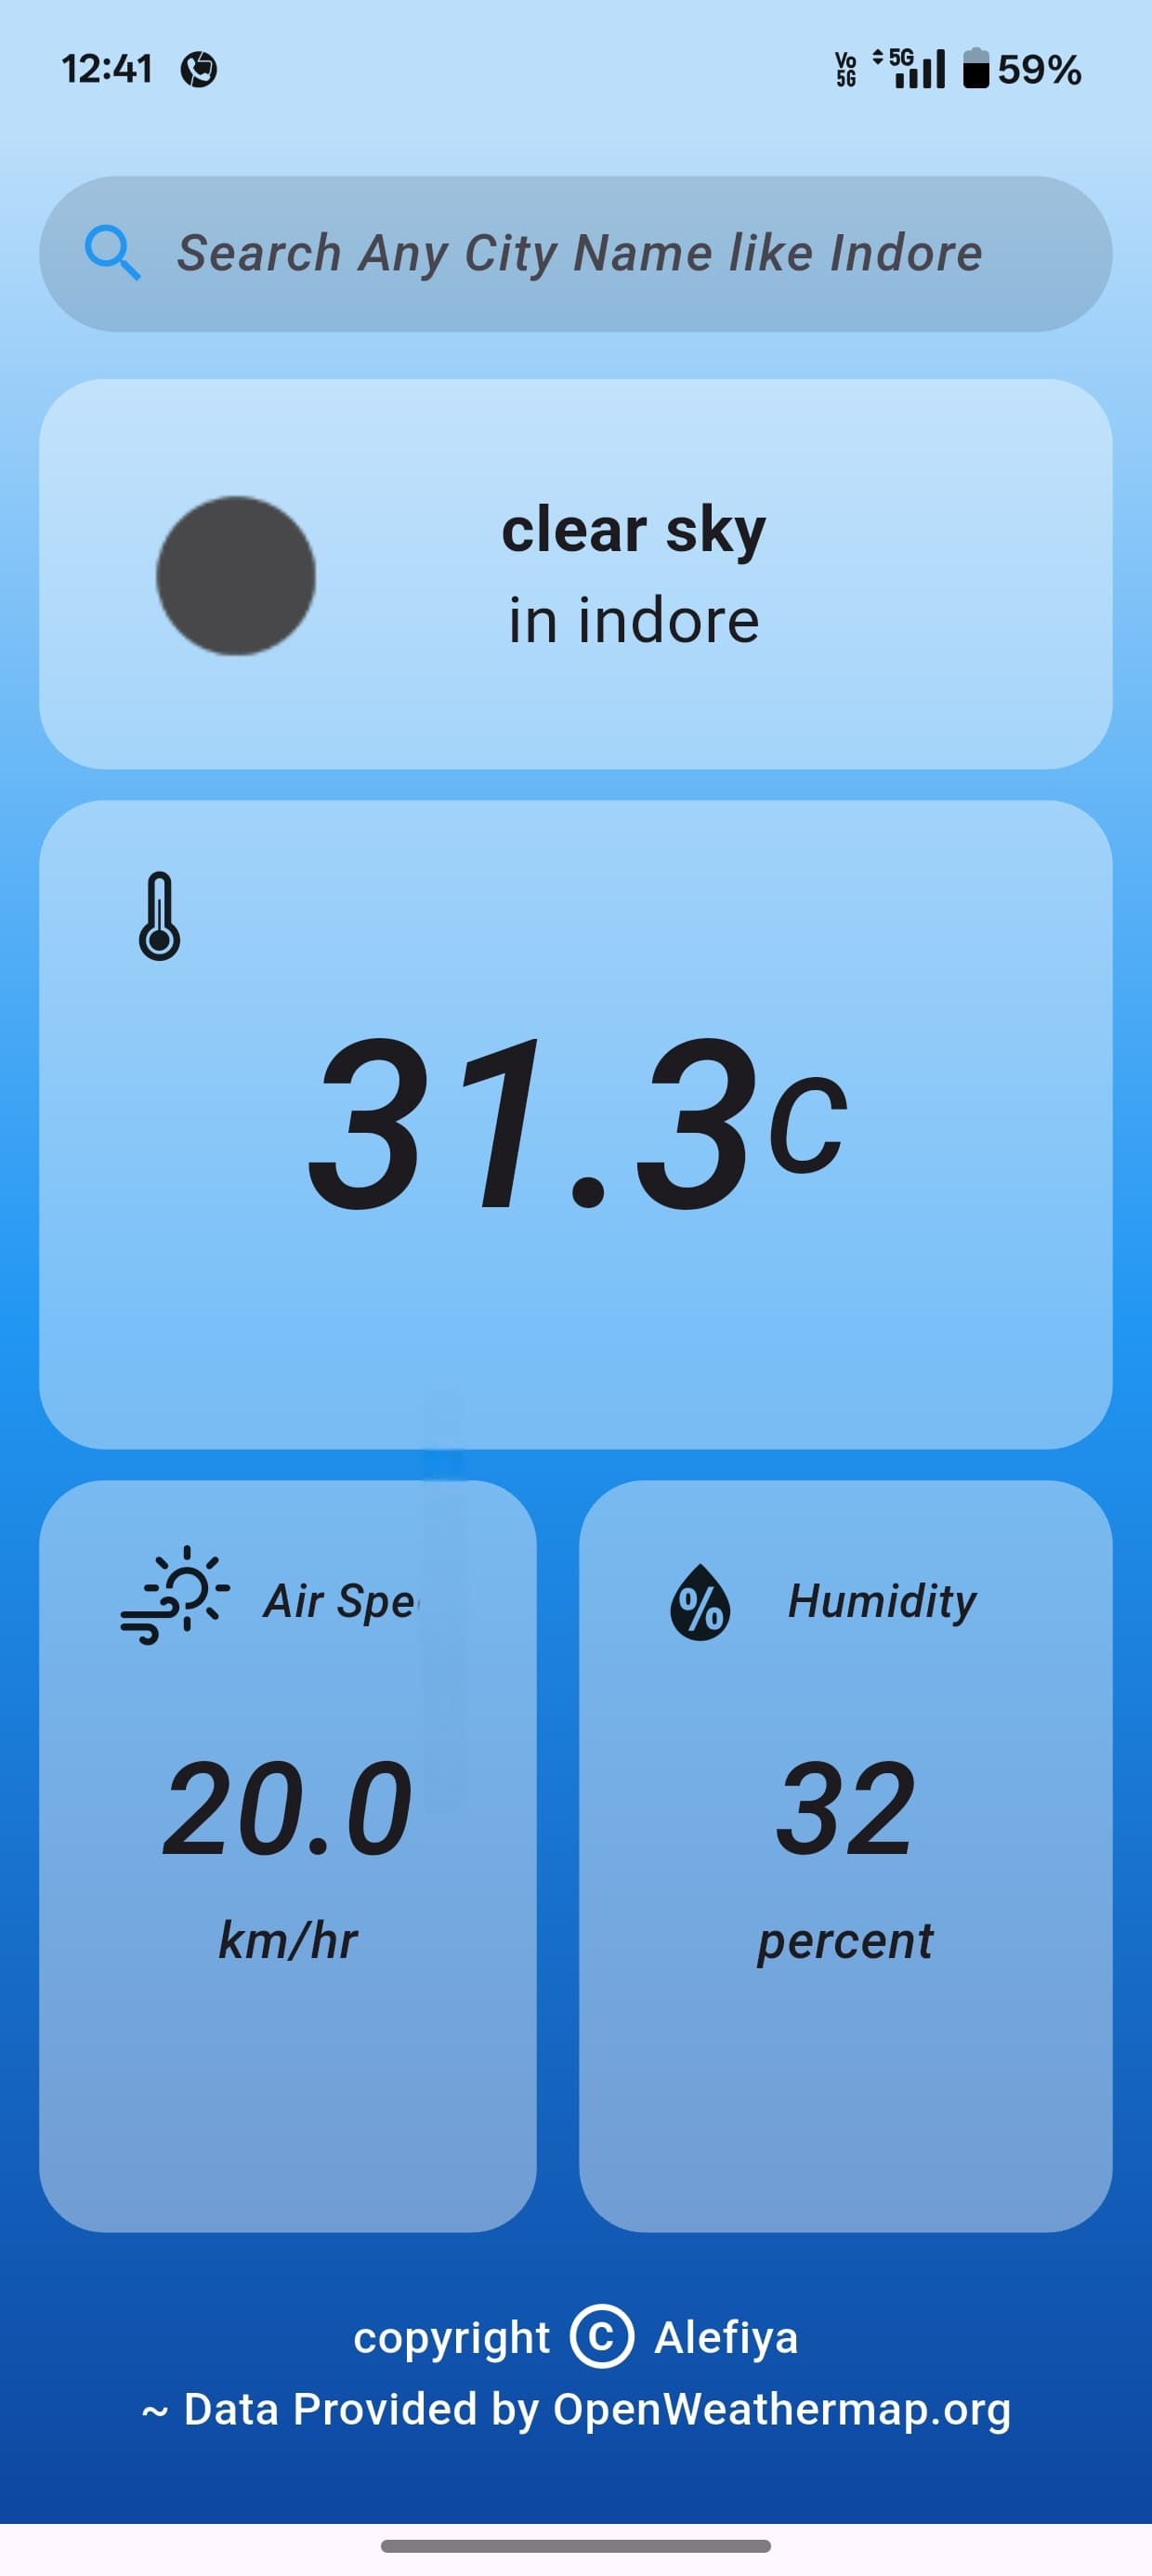 12:41 Vo 5G 5G 59%
Search Any City Name like Indore
clear sky
in indore
31.3 C
Air Spe
Humidity
20.0
32
km/hr
percent
copyright © Alefiya
~ Data Provided by OpenWeathermap.org